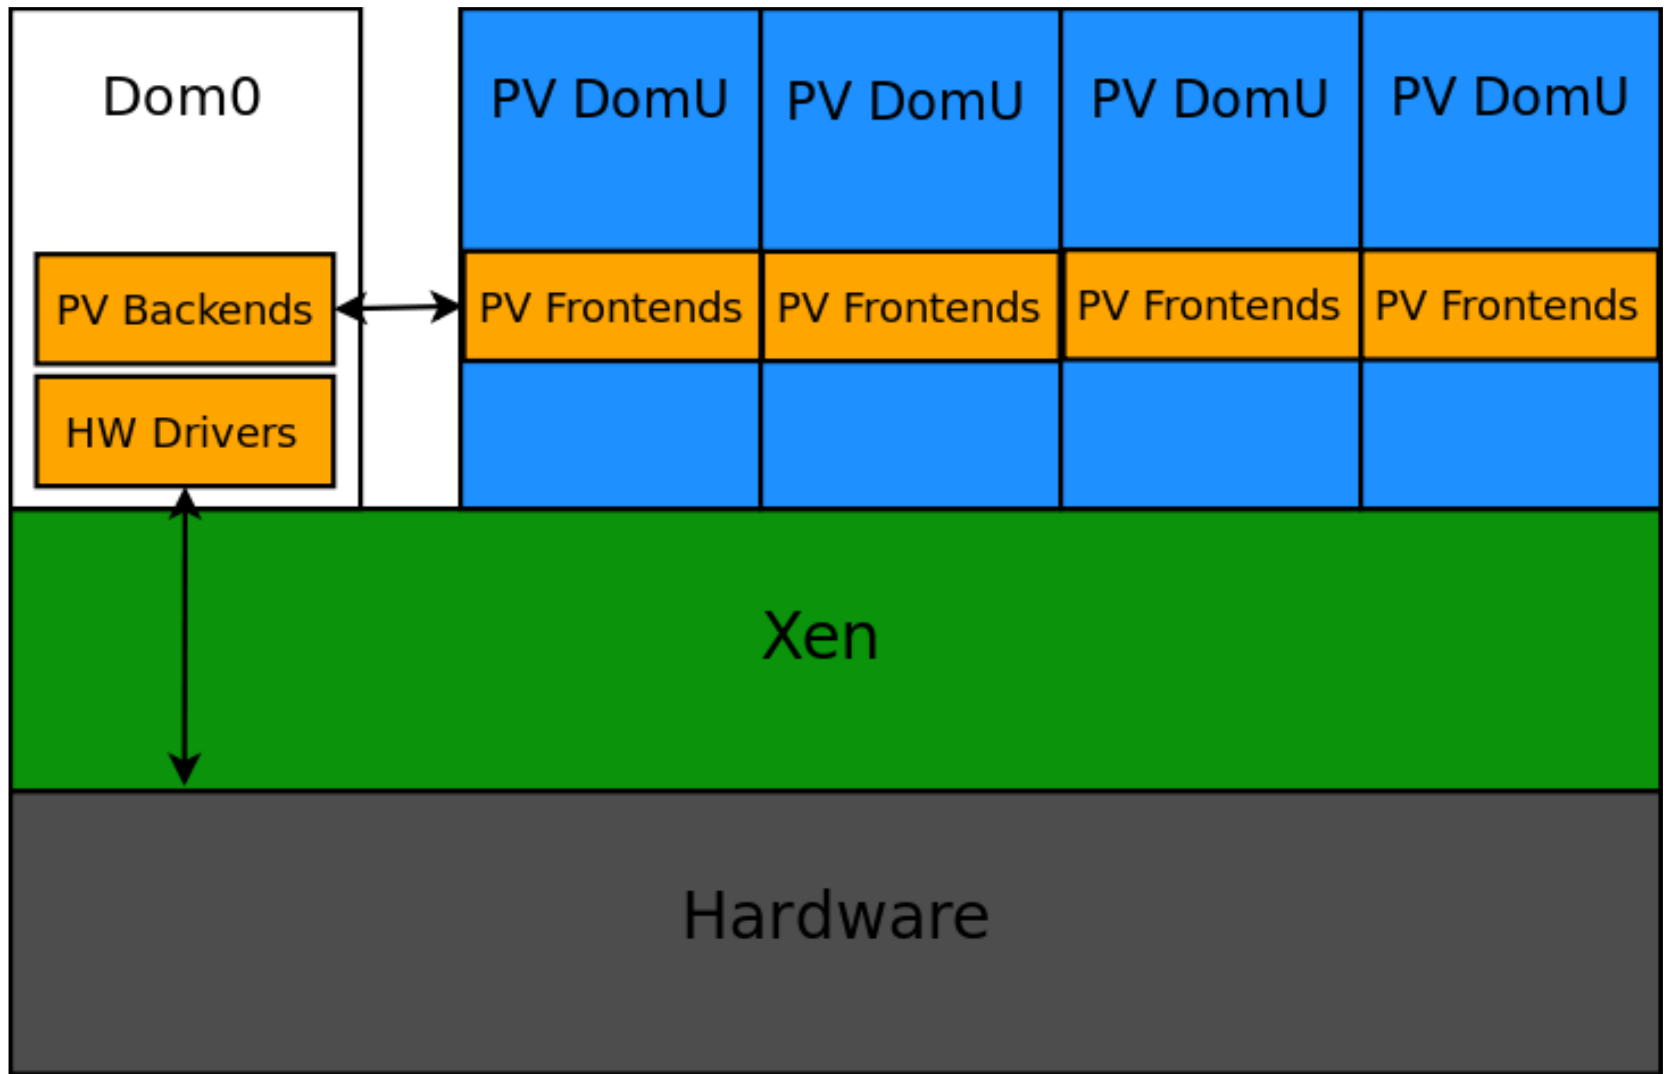 Dom0
PV DomU
PV DomU
PV DomU
PV DomU
PV Backends
PV Frontends
PV Frontends
PV Frontends
PV Frontends
HW Drivers
Xen
Hardware